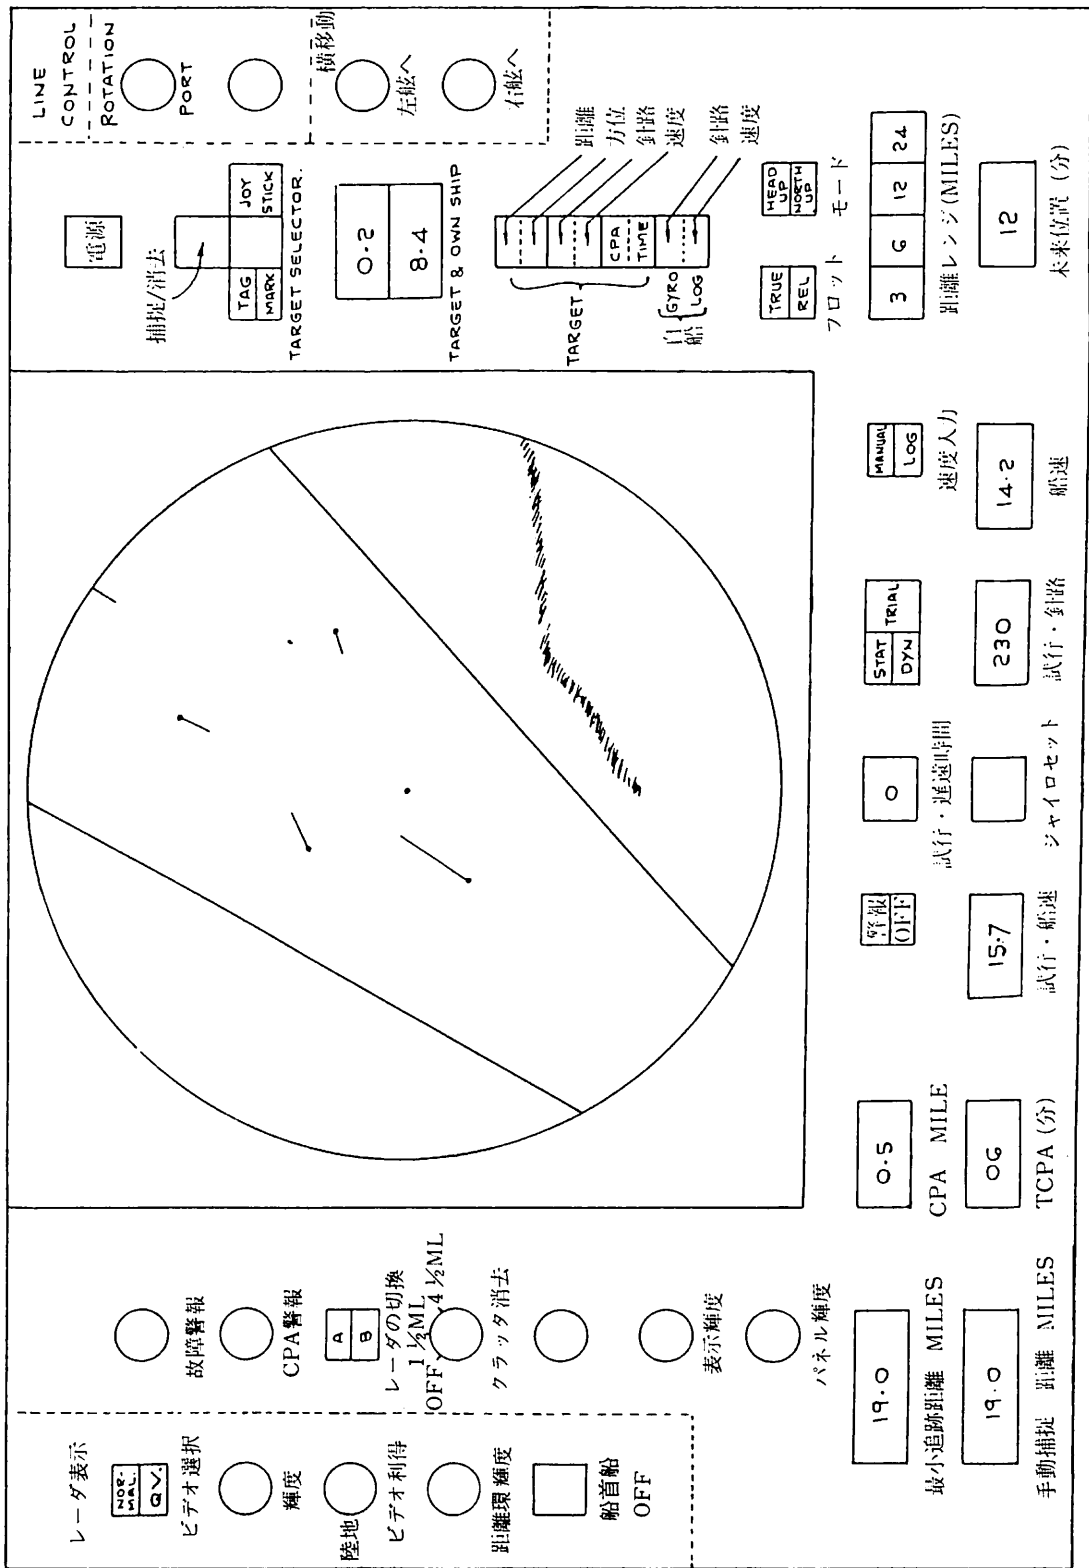 レーダ表示
NOR-
MAL.
QV.
ビデオ選択
輝度
陸地
ビデオ利得
距離環輝度
船首船
OFF
故障警報
CPA警報
A
B
レーダの切換
1 ½ML
OFF
4 ½ML
クラッタ消去
表示輝度
パネル輝度
19.0
最小追跡距離 MILES
19.0
手動捕捉 距離 MILES
0.5
CPA MILE
06
TCPA (分)
警報
OFF
15.7
試行・船速
0
試行・遅遠時間
ジャイロセット
STAT
DYN
TRIAL
230
試行・針路
MANUAL
LOG
速度入力
14.2
船速
電源
捕捉/消去
TAG
MARK
JOY
STICK
TARGET SELECTOR.
0.2
8.4
TARGET & OWN SHIP
距離
方位
針路
速度
針路
速度
CPA
TIME
GYRO
LOG
TARGET
自船
TRUE
REL
プロット
HEAD
UP
NORTH
UP
モード
3
6
12
24
距離レンジ(MILES)
12
未来位置 (分)
LINE
CONTROL
ROTATION
PORT
横移動
左舷へ
右舷へ